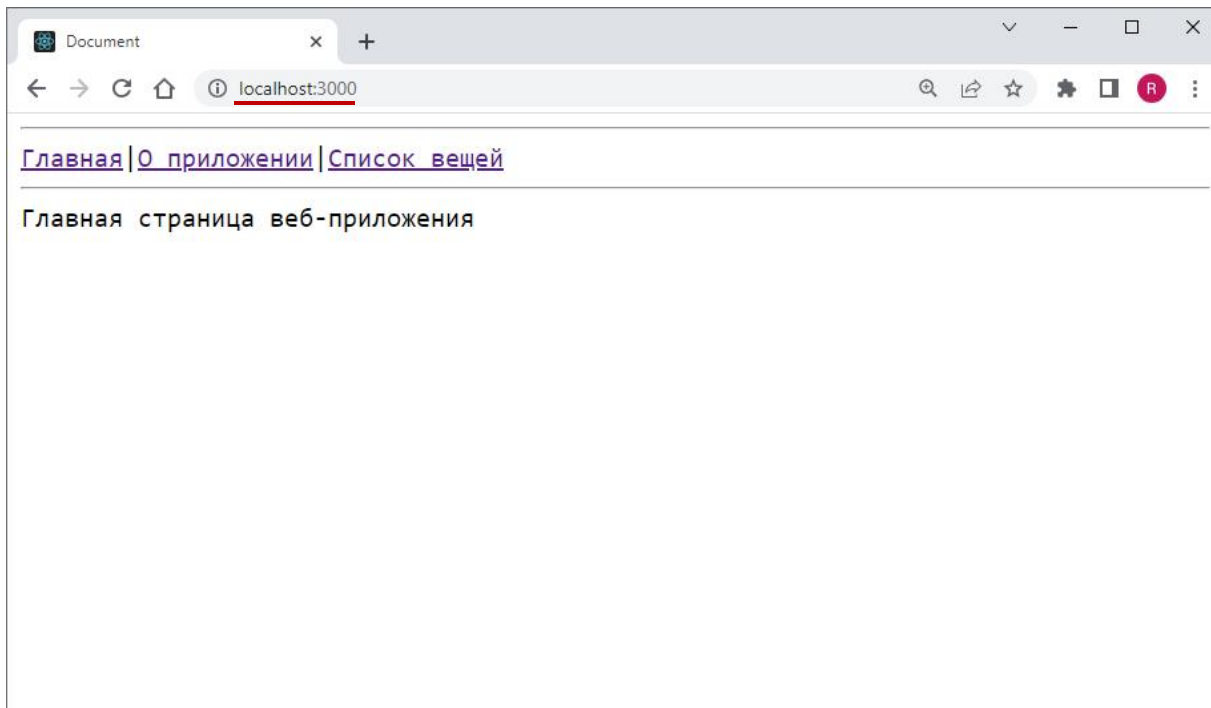 Document
localhost:3000
R
Главная|О приложении|Список вещей
Главная страница веб-приложения